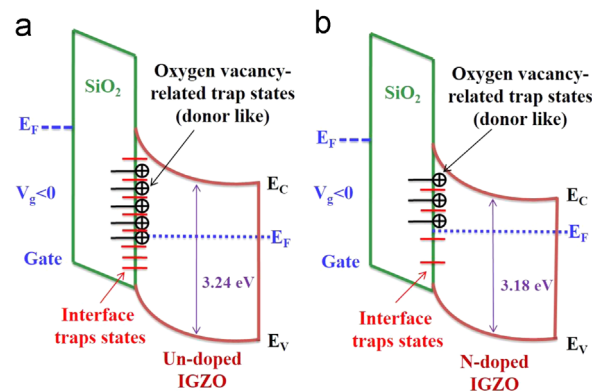 a
SiO2
Oxygen vacancy-
related trap states
(donor like)
EF
Vg<0
Gate
EC
EF
3.24 eV
Interface
traps states
EV
Un-doped
IGZO
b
SiO2
Oxygen vacancy-
related trap states
(donor like)
EF
Vg<0
Gate
EC
EF
3.18 eV
Interface
traps states
EV
N-doped
IGZO